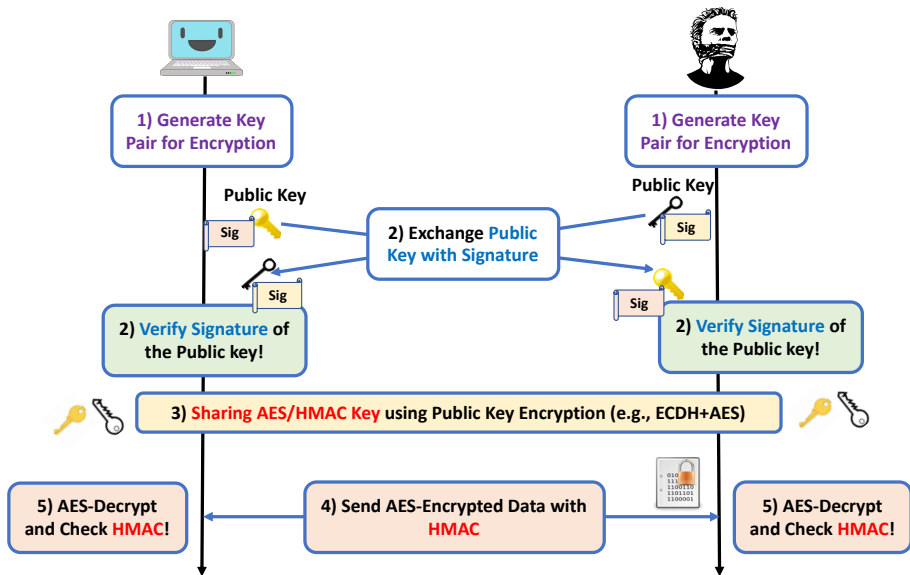 1) Generate Key
Pair for Encryption
1) Generate Key
Pair for Encryption
Public Key
Public Key
Sig
Sig
2) Exchange Public
Key with Signature
Sig
Sig
2) Verify Signature of
the Public key!
2) Verify Signature of
the Public key!
3) Sharing AES/HMAC Key using Public Key Encryption (e.g., ECDH+AES)
1100110
1101101
1100001
5) AES-Decrypt
and Check HMAC!
4) Send AES-Encrypted Data with
HMAC
5) AES-Decrypt
and Check HMAC!